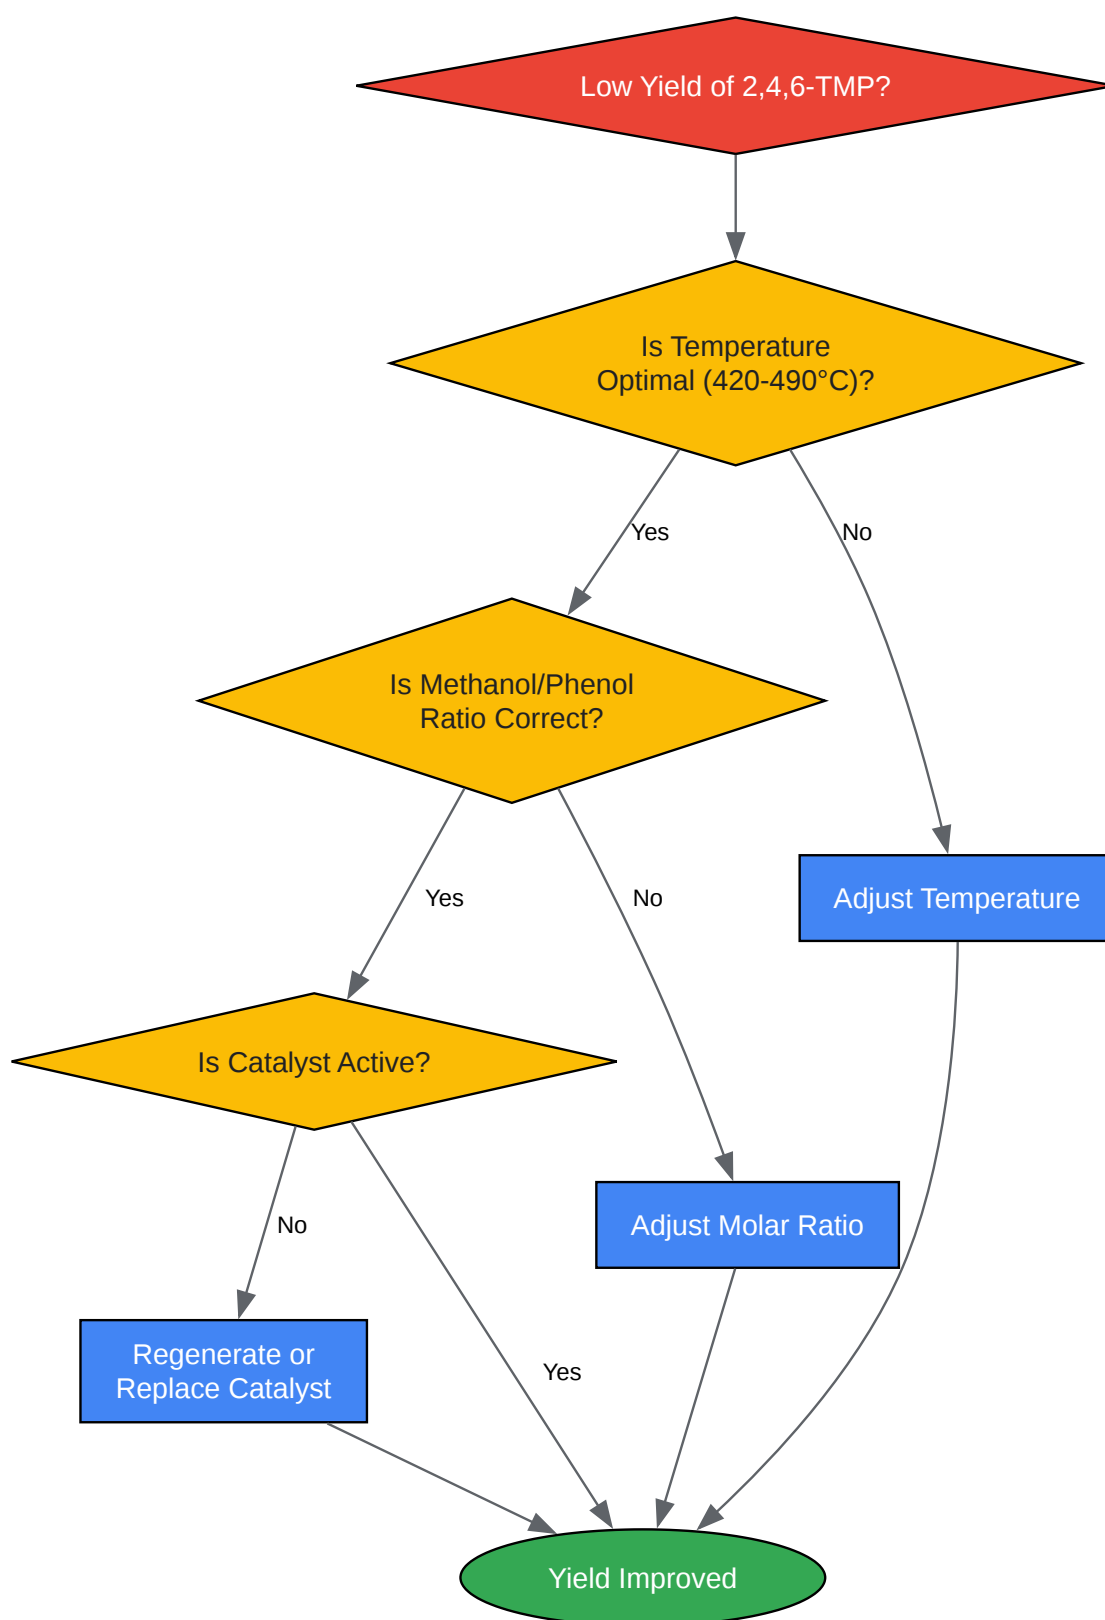 Low Yield of 2,4,6-TMP?
Is Temperature
Optimal (420-490°C)?
Yes
No
Is Methanol/Phenol
Ratio Correct?
Yes
No
Adjust Temperature
Is Catalyst Active?
No
Adjust Molar Ratio
Regenerate or
Replace Catalyst
Yes
Yield Improved